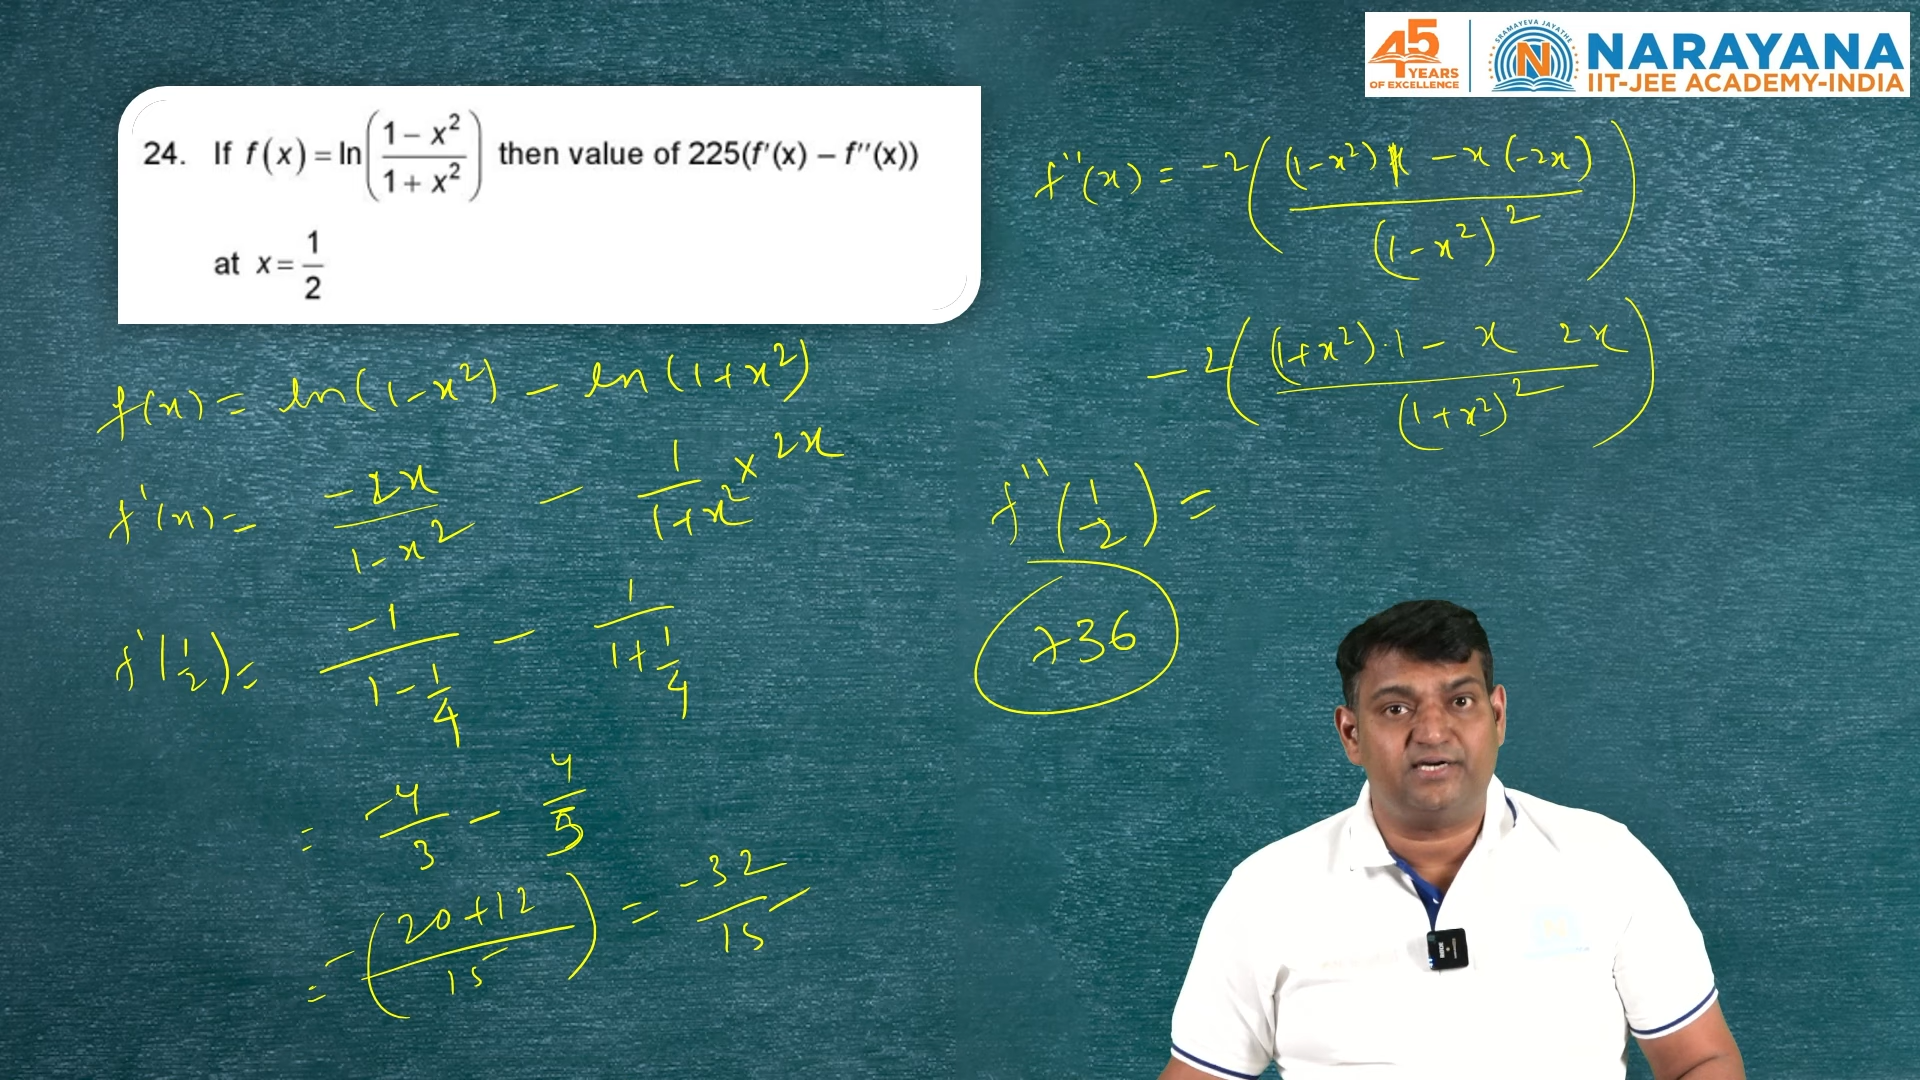 45 YEARS OF EXCELLENCE
SRAMAYEVA JAYATHE
N
NARAYANA
IIT-JEE ACADEMY-INDIA
24. If f(x) = ln((1 − x²)/(1 + x²)) then value of 225(f'(x) − f''(x))
at x = 1/2
f(x) = ln(1-x²) - ln(1+x²)
f'(x) = -2x/(1-x²) - 1/(1+x²) × 2x
f'(1/2) = -1/(1-1/4) - 1/(1+1/4)
= -4/3 - 4/5
= -((20+12)/15) = -32/15
f''(x) = -2(((1-x²)1 - x(-2x))/(1-x²)²)
-2(((1+x²)·1 - x 2x)/(1+x²)²)
f''(1/2) =
736